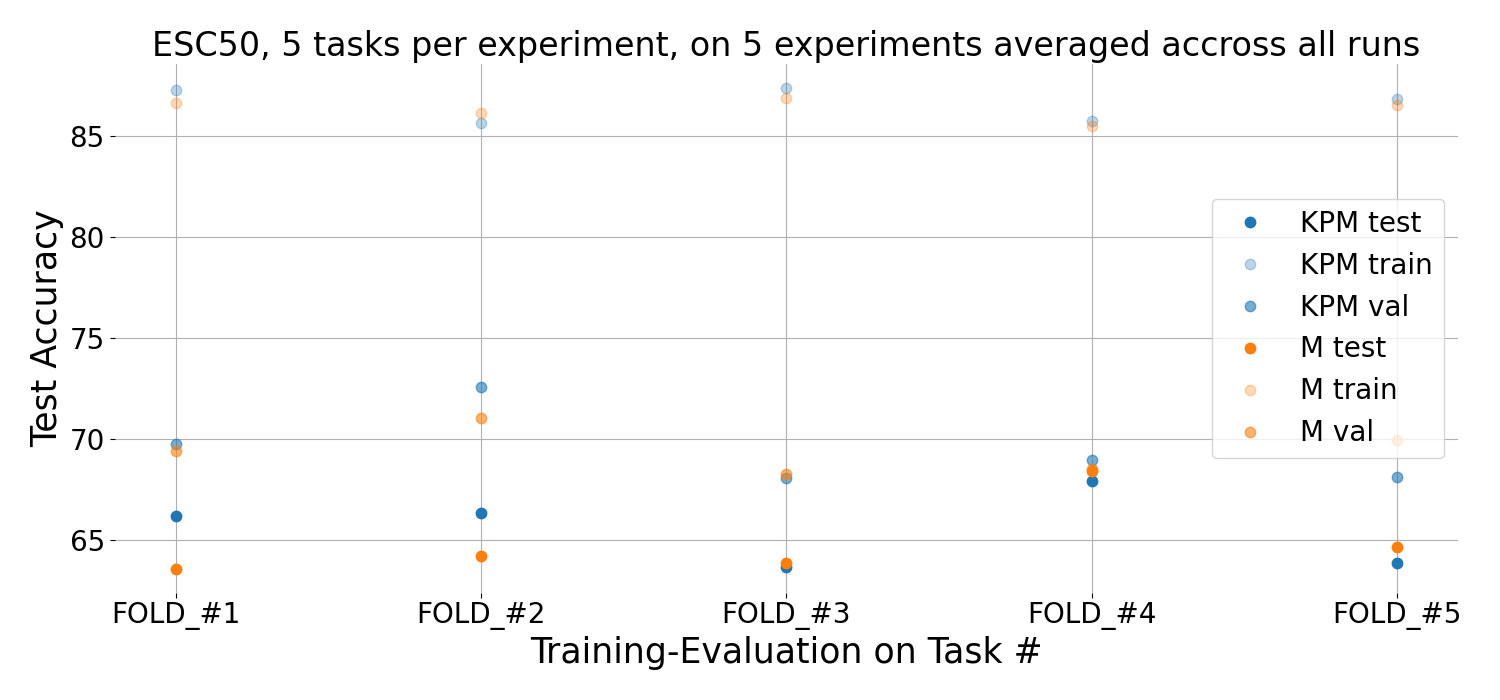 ESC50, 5 tasks per experiment, on 5 experiments averaged accross all runs
Test Accuracy
85
80
75
70
65
KPM test
KPM train
KPM val
M test
M train
M val
FOLD_#1
FOLD_#2
FOLD_#3
FOLD_#4
FOLD_#5
Training-Evaluation on Task #